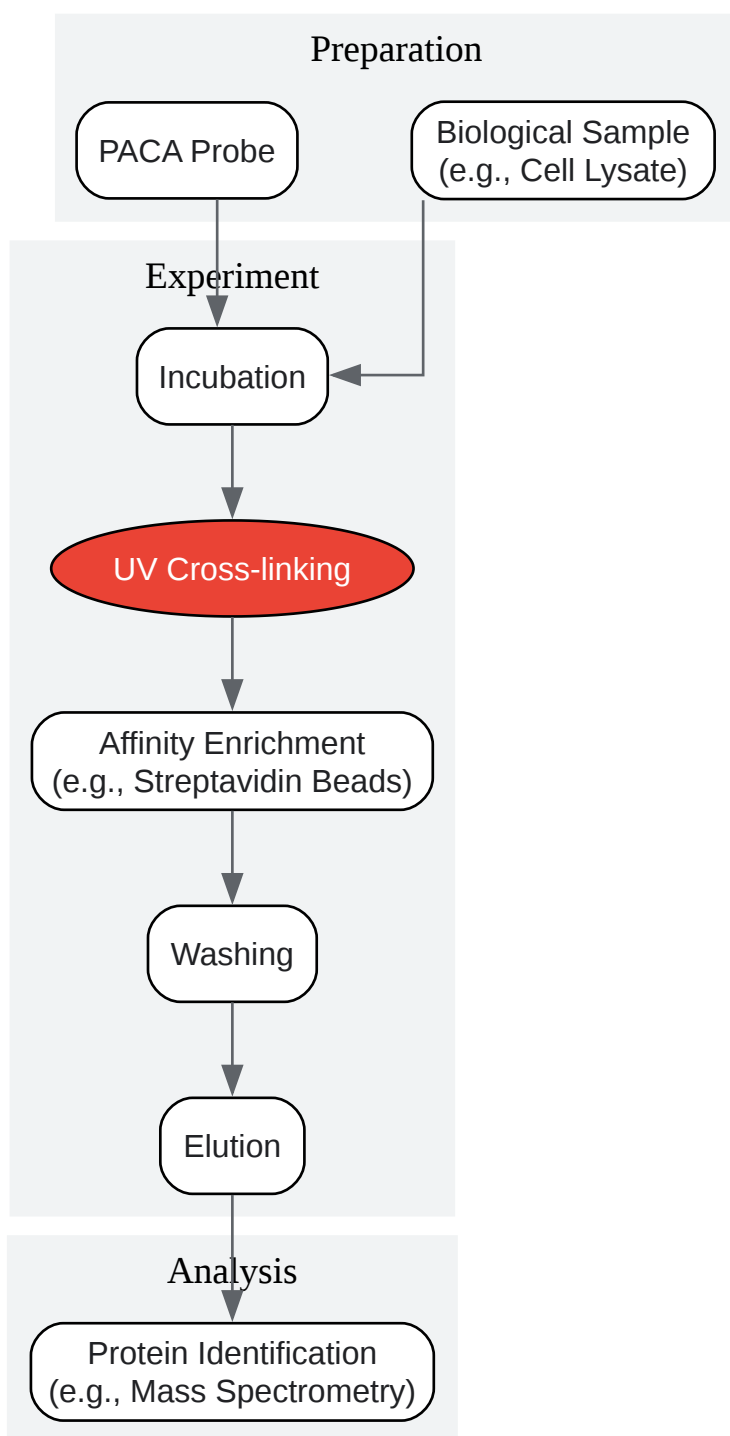 Preparation
PACA Probe
Biological Sample
(e.g., Cell Lysate)
Experiment
Incubation
UV Cross-linking
Affinity Enrichment
(e.g., Streptavidin Beads)
Washing
Elution
Analysis
Protein Identification
(e.g., Mass Spectrometry)